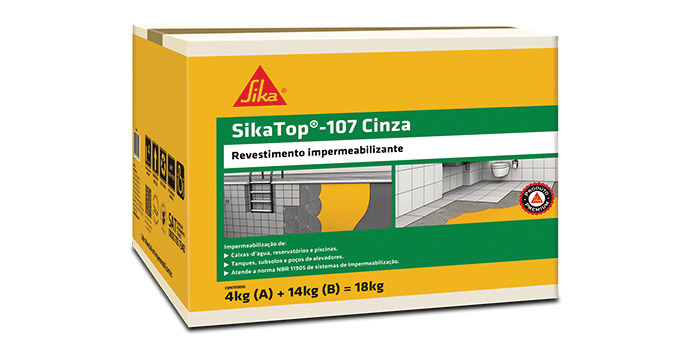 Sika®
SikaTop®-107 Cinza
Revestimento impermeabilizante
PRODUTO
PREMIUM
Impermeabilização de:
▶ Caixas-d'água, reservatórios e piscinas.
▶ Tanques, subsolos e poços de elevadores.
▶ Atende a norma NBR 11905 de sistemas de impermeabilização.
CONTEÚDO:
4kg (A) + 14kg (B) = 18kg